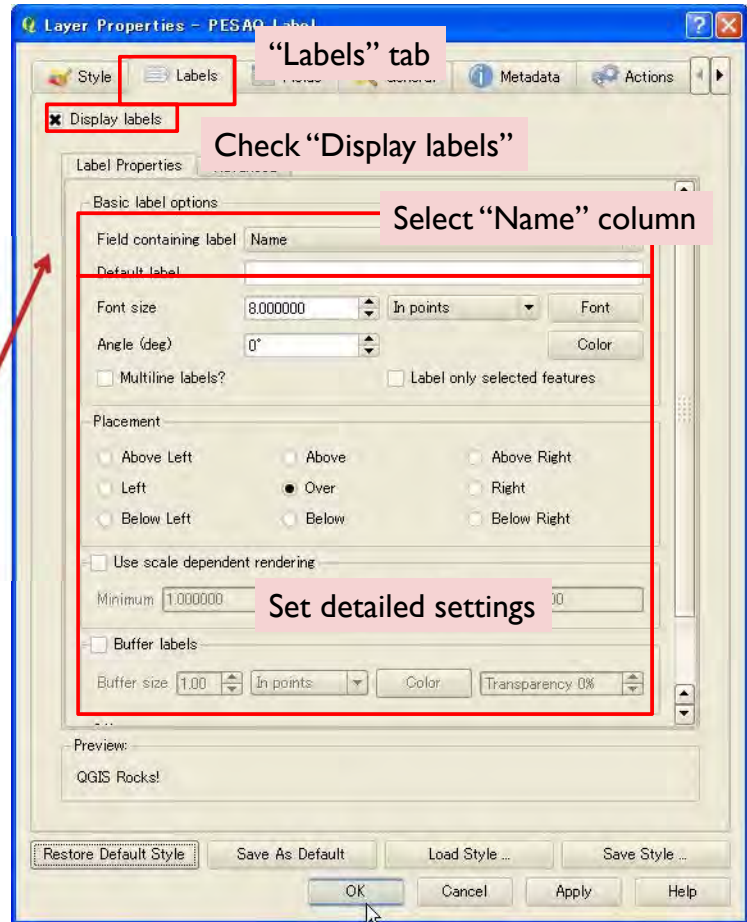 Layer Properties - PESAO Label
"Labels" tab
Style Labels Metadata Actions
Display labels
Check "Display labels"
Label Properties
Basic label options
Select "Name" column
Field containing label Name
Default label
Font size 8.000000 In points Font
Angle (deg) 0° Color
Multiline labels? Label only selected features
Placement
Above Left Above Above Right
Left Over Right
Below Left Below Below Right
Use scale dependent rendering
Minimum 1.000000
Set detailed settings
Buffer labels
Buffer size 1.00 In points Color Transparency 0%
Preview:
QGIS Rocks!
Restore Default Style Save As Default Load Style ... Save Style ...
OK Cancel Apply Help